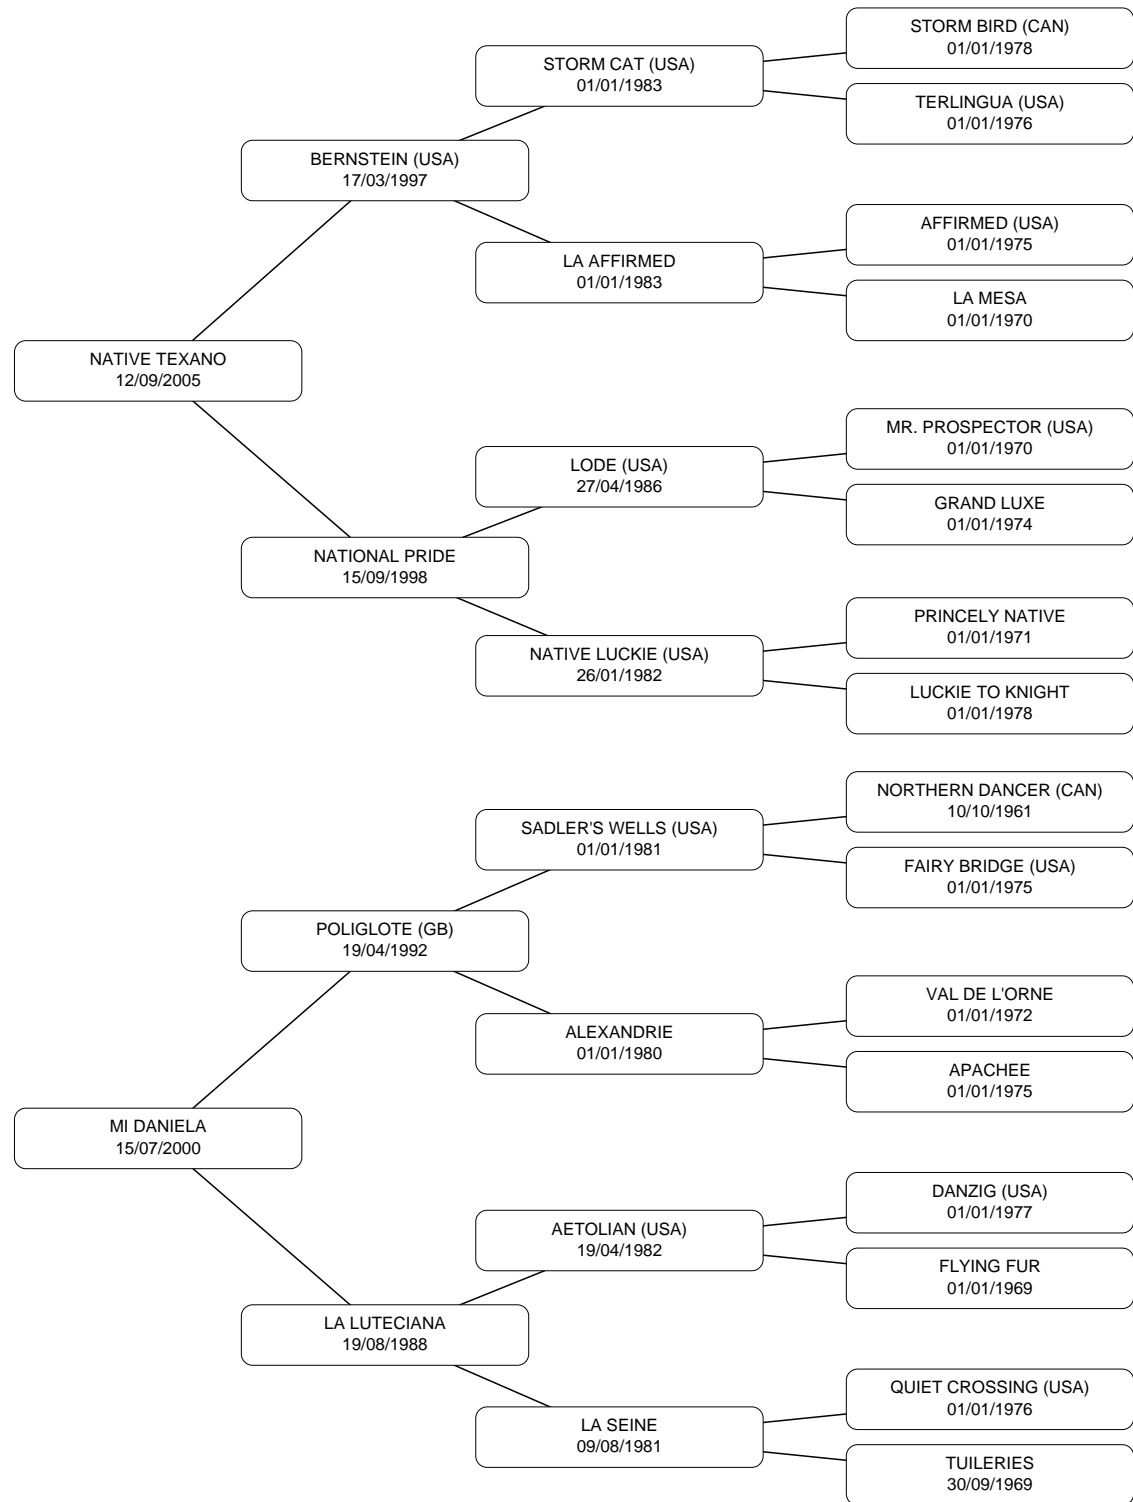 STORM BIRD (CAN)
01/01/1978
STORM CAT (USA)
01/01/1983
TERLINGUA (USA)
01/01/1976
BERNSTEIN (USA)
17/03/1997
AFFIRMED (USA)
01/01/1975
LA AFFIRMED
01/01/1983
LA MESA
01/01/1970
NATIVE TEXANO
12/09/2005
MR. PROSPECTOR (USA)
01/01/1970
LODE (USA)
27/04/1986
GRAND LUXE
01/01/1974
NATIONAL PRIDE
15/09/1998
PRINCELY NATIVE
01/01/1971
NATIVE LUCKIE (USA)
26/01/1982
LUCKIE TO KNIGHT
01/01/1978
NORTHERN DANCER (CAN)
10/10/1961
SADLER'S WELLS (USA)
01/01/1981
FAIRY BRIDGE (USA)
01/01/1975
POLIGLOTE (GB)
19/04/1992
VAL DE L'ORNE
01/01/1972
ALEXANDRIE
01/01/1980
APACHEE
01/01/1975
MI DANIELA
15/07/2000
DANZIG (USA)
01/01/1977
AETOLIAN (USA)
19/04/1982
FLYING FUR
01/01/1969
LA LUTECIANA
19/08/1988
QUIET CROSSING (USA)
01/01/1976
LA SEINE
09/08/1981
TUILERIES
30/09/1969